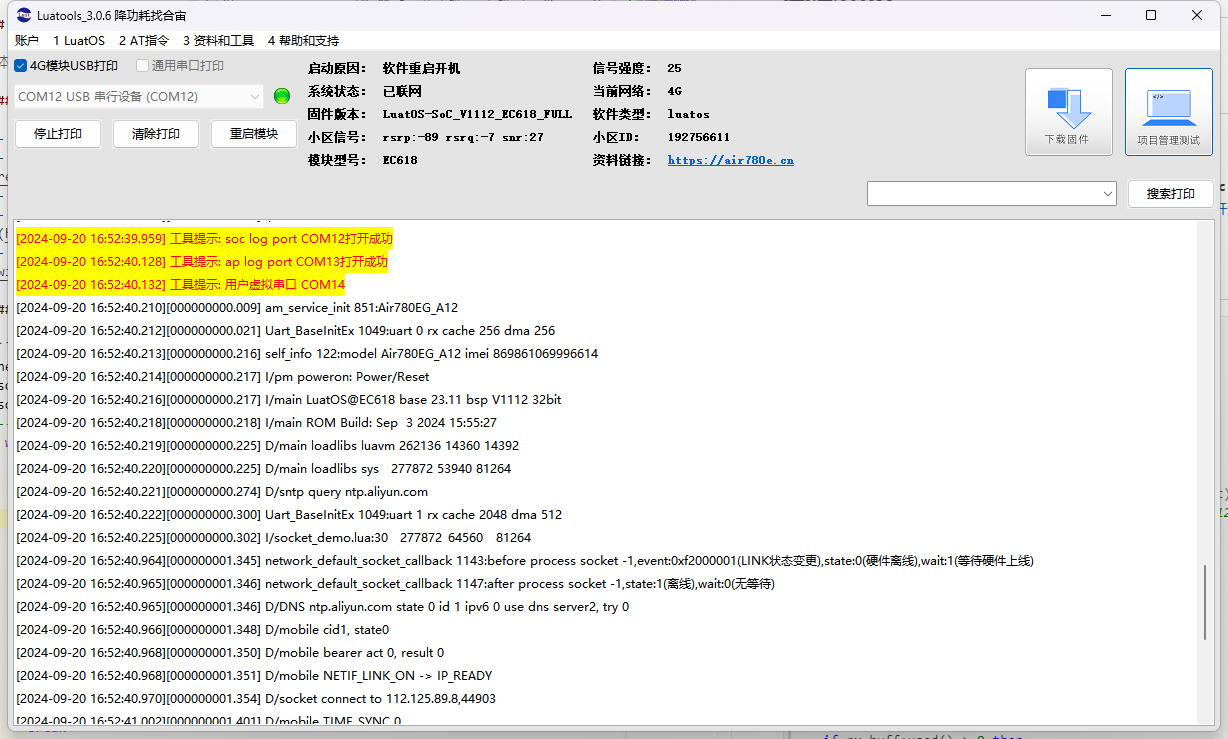 Luatools_3.0.6 降功耗找合宙
账户 1 LuatOS 2 AT指令 3 资料和工具 4 帮助和支持
4G模块USB打印 通用串口打印
COM12 USB 串行设备 (COM12)
停止打印 清除打印 重启模块
启动原因： 软件重启开机 信号强度： 25
系统状态： 已联网 当前网络： 4G
固件版本： LuatOS-SoC_V1112_EC618_FULL 软件类型： luatos
小区信号： rsrp:-89 rsrq:-7 snr:27 小区ID： 192756611
模块型号： EC618 资料链接： https://air780e.cn
下载固件 项目管理测试
搜索打印
[2024-09-20 16:52:39.959] 工具提示: soc log port COM12打开成功
[2024-09-20 16:52:40.128] 工具提示: ap log port COM13打开成功
[2024-09-20 16:52:40.132] 工具提示: 用户虚拟串口 COM14
[2024-09-20 16:52:40.210][000000000.009] am_service_init 851:Air780EG_A12
[2024-09-20 16:52:40.212][000000000.021] Uart_BaseInitEx 1049:uart 0 rx cache 256 dma 256
[2024-09-20 16:52:40.213][000000000.216] self_info 122:model Air780EG_A12 imei 869861069996614
[2024-09-20 16:52:40.214][000000000.217] I/pm poweron: Power/Reset
[2024-09-20 16:52:40.216][000000000.217] I/main LuatOS@EC618 base 23.11 bsp V1112 32bit
[2024-09-20 16:52:40.218][000000000.218] I/main ROM Build: Sep  3 2024 15:55:27
[2024-09-20 16:52:40.219][000000000.225] D/main loadlibs luavm 262136 14360 14392
[2024-09-20 16:52:40.220][000000000.225] D/main loadlibs sys   277872 53940 81264
[2024-09-20 16:52:40.221][000000000.274] D/sntp query ntp.aliyun.com
[2024-09-20 16:52:40.222][000000000.300] Uart_BaseInitEx 1049:uart 1 rx cache 2048 dma 512
[2024-09-20 16:52:40.225][000000000.302] I/socket_demo.lua:30   277872  64560   81264
[2024-09-20 16:52:40.964][000000001.345] network_default_socket_callback 1143:before process socket -1,event:0xf2000001(LINK状态变更),state:0(硬件离线),wait:1(等待硬件上线)
[2024-09-20 16:52:40.965][000000001.346] network_default_socket_callback 1147:after process socket -1,state:1(离线),wait:0(无等待)
[2024-09-20 16:52:40.965][000000001.346] D/DNS ntp.aliyun.com state 0 id 1 ipv6 0 use dns server2, try 0
[2024-09-20 16:52:40.966][000000001.348] D/mobile cid1, state0
[2024-09-20 16:52:40.968][000000001.350] D/mobile bearer act 0, result 0
[2024-09-20 16:52:40.968][000000001.351] D/mobile NETIF_LINK_ON -> IP_READY
[2024-09-20 16:52:40.970][000000001.354] D/socket connect to 112.125.89.8,44903
[2024-09-20 16:52:41.002][000000001.401] D/mobile TIME_SYNC 0